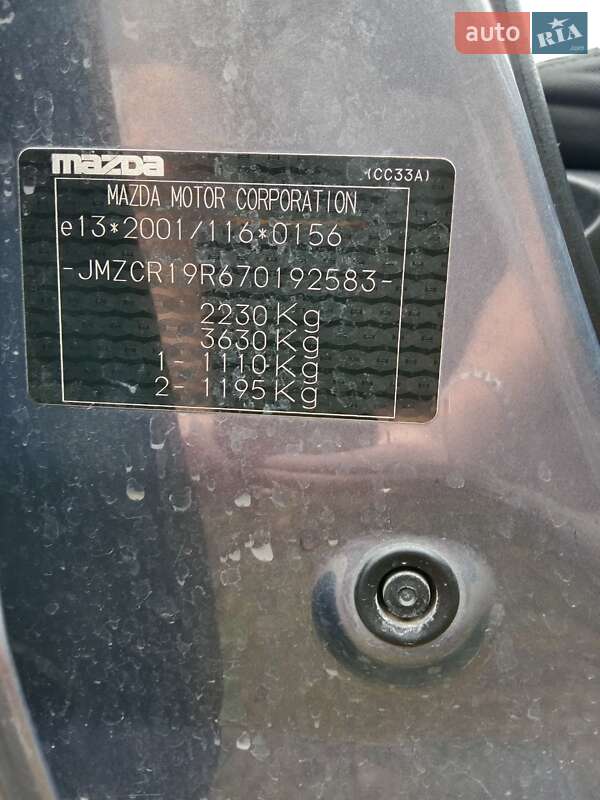 auto RIA .com
mazda (CC33A)
MAZDA MOTOR CORPORATION
e13*2001/116*0156
-JMZCR19R670192583-
2230 Kg
3630 Kg
1- 1110 Kg
2- 1195 Kg